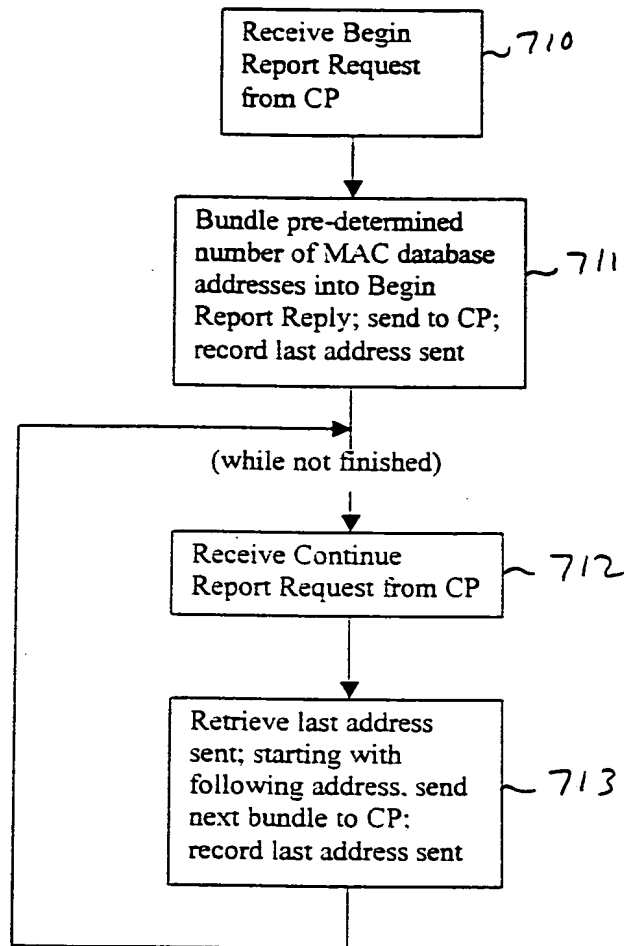 Receive Begin
Report Request
from CP
710
Bundle pre-determined
number of MAC database
addresses into Begin
Report Reply; send to CP;
record last address sent
711
(while not finished)
Receive Continue
Report Request from CP
712
Retrieve last address
sent; starting with
following address, send
next bundle to CP;
record last address sent
713